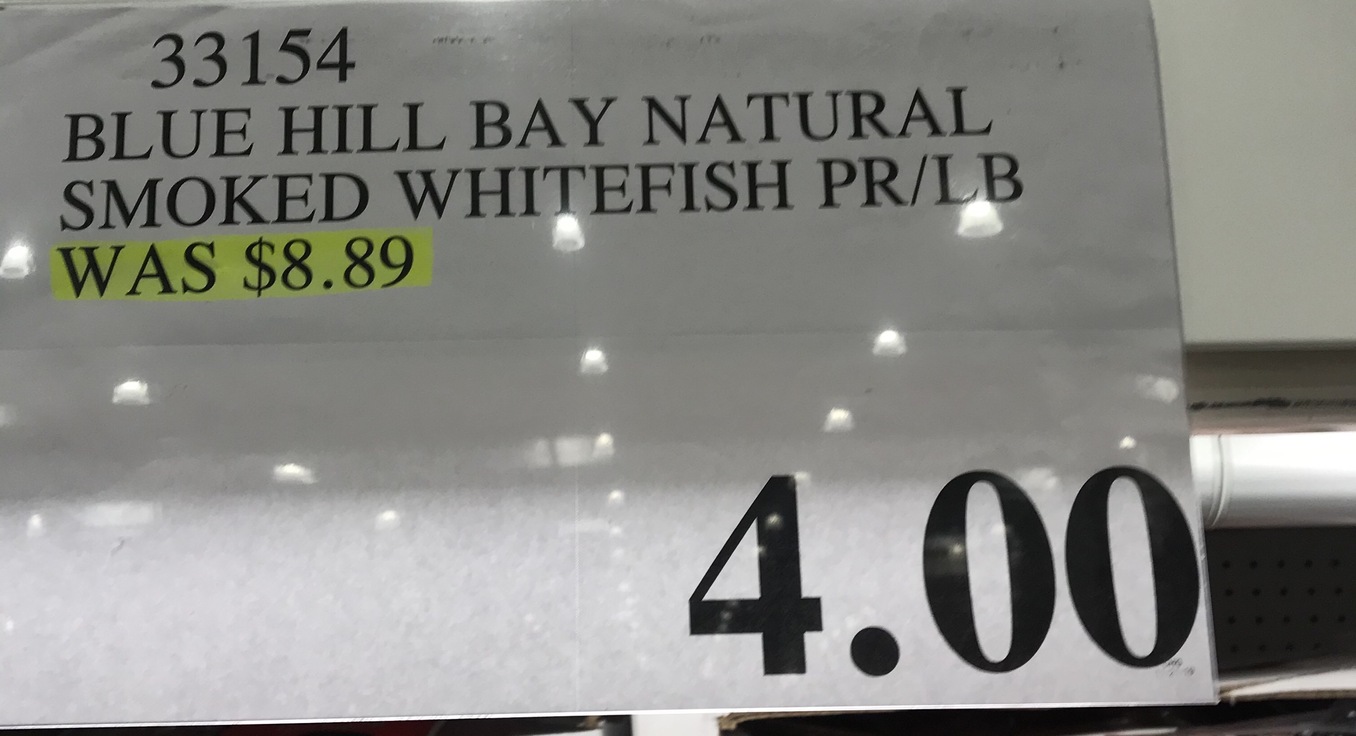 33154
BLUE HILL BAY NATURAL
SMOKED WHITEFISH PR/LB
WAS $8.89
4.00